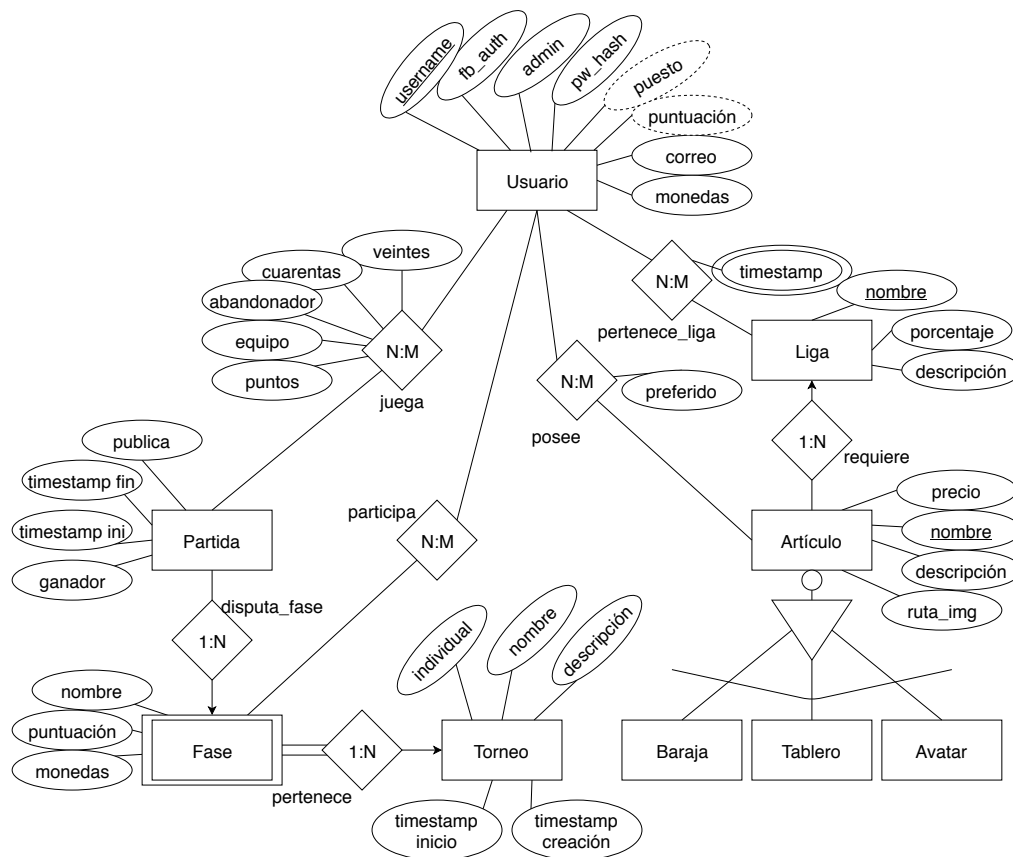 username
fb_auth
admin
pw_hash
puesto
puntuación
correo
monedas
Usuario
veintes
cuarentas
abandonador
equipo
puntos
N:M
juega
N:M
pertenece_liga
timestamp
nombre
porcentaje
descripción
Liga
N:M
posee
preferido
1:N
requiere
publica
timestamp fin
timestamp ini
ganador
Partida
participa
N:M
precio
nombre
descripción
ruta_img
Artículo
disputa_fase
1:N
individual
nombre
descripción
nombre
puntuación
monedas
Fase
1:N
pertenece
Torneo
Baraja
Tablero
Avatar
timestamp
inicio
timestamp
creación